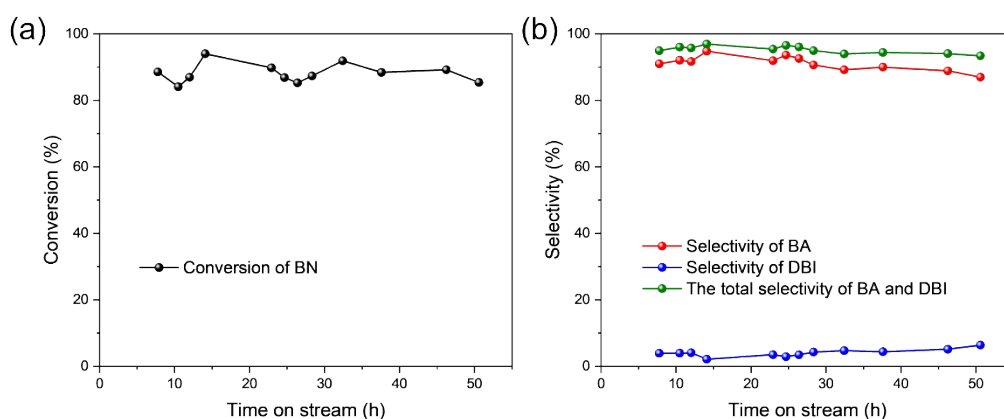 (a)
100
80
60
40
20
0
Conversion (%)
Conversion of BN
0 10 20 30 40 50
Time on stream (h)
(b)
100
80
60
40
20
0
Selectivity (%)
Selectivity of BA
Selectivity of DBI
The total selectivity of BA and DBI
0 10 20 30 40 50
Time on stream (h)